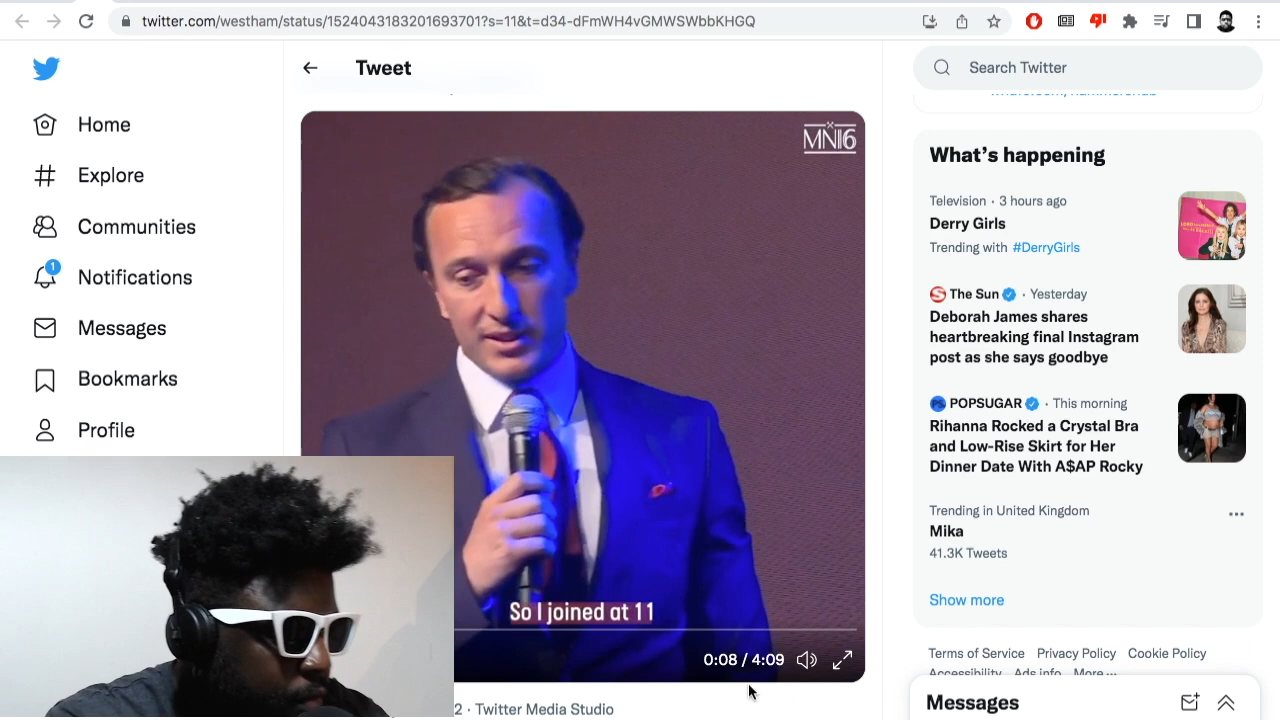 twitter.com/westham/status/1524043183201693701?s=11&t=d34-dFmWH4vGMWSWbbKHGQ
Tweet
Search Twitter
Home
Explore
Communities
1
Notifications
Messages
Bookmarks
Profile
MN16
So I joined at 11
0:08 / 4:09
2 · Twitter Media Studio
What's happening
Television · 3 hours ago
Derry Girls
Trending with #DerryGirls
The Sun · Yesterday
Deborah James shares
heartbreaking final Instagram
post as she says goodbye
POPSUGAR · This morning
Rihanna Rocked a Crystal Bra
and Low-Rise Skirt for Her
Dinner Date With A$AP Rocky
Trending in United Kingdom
Mika
41.3K Tweets
Show more
Terms of Service Privacy Policy Cookie Policy
Accessibility Ads info More ...
Messages